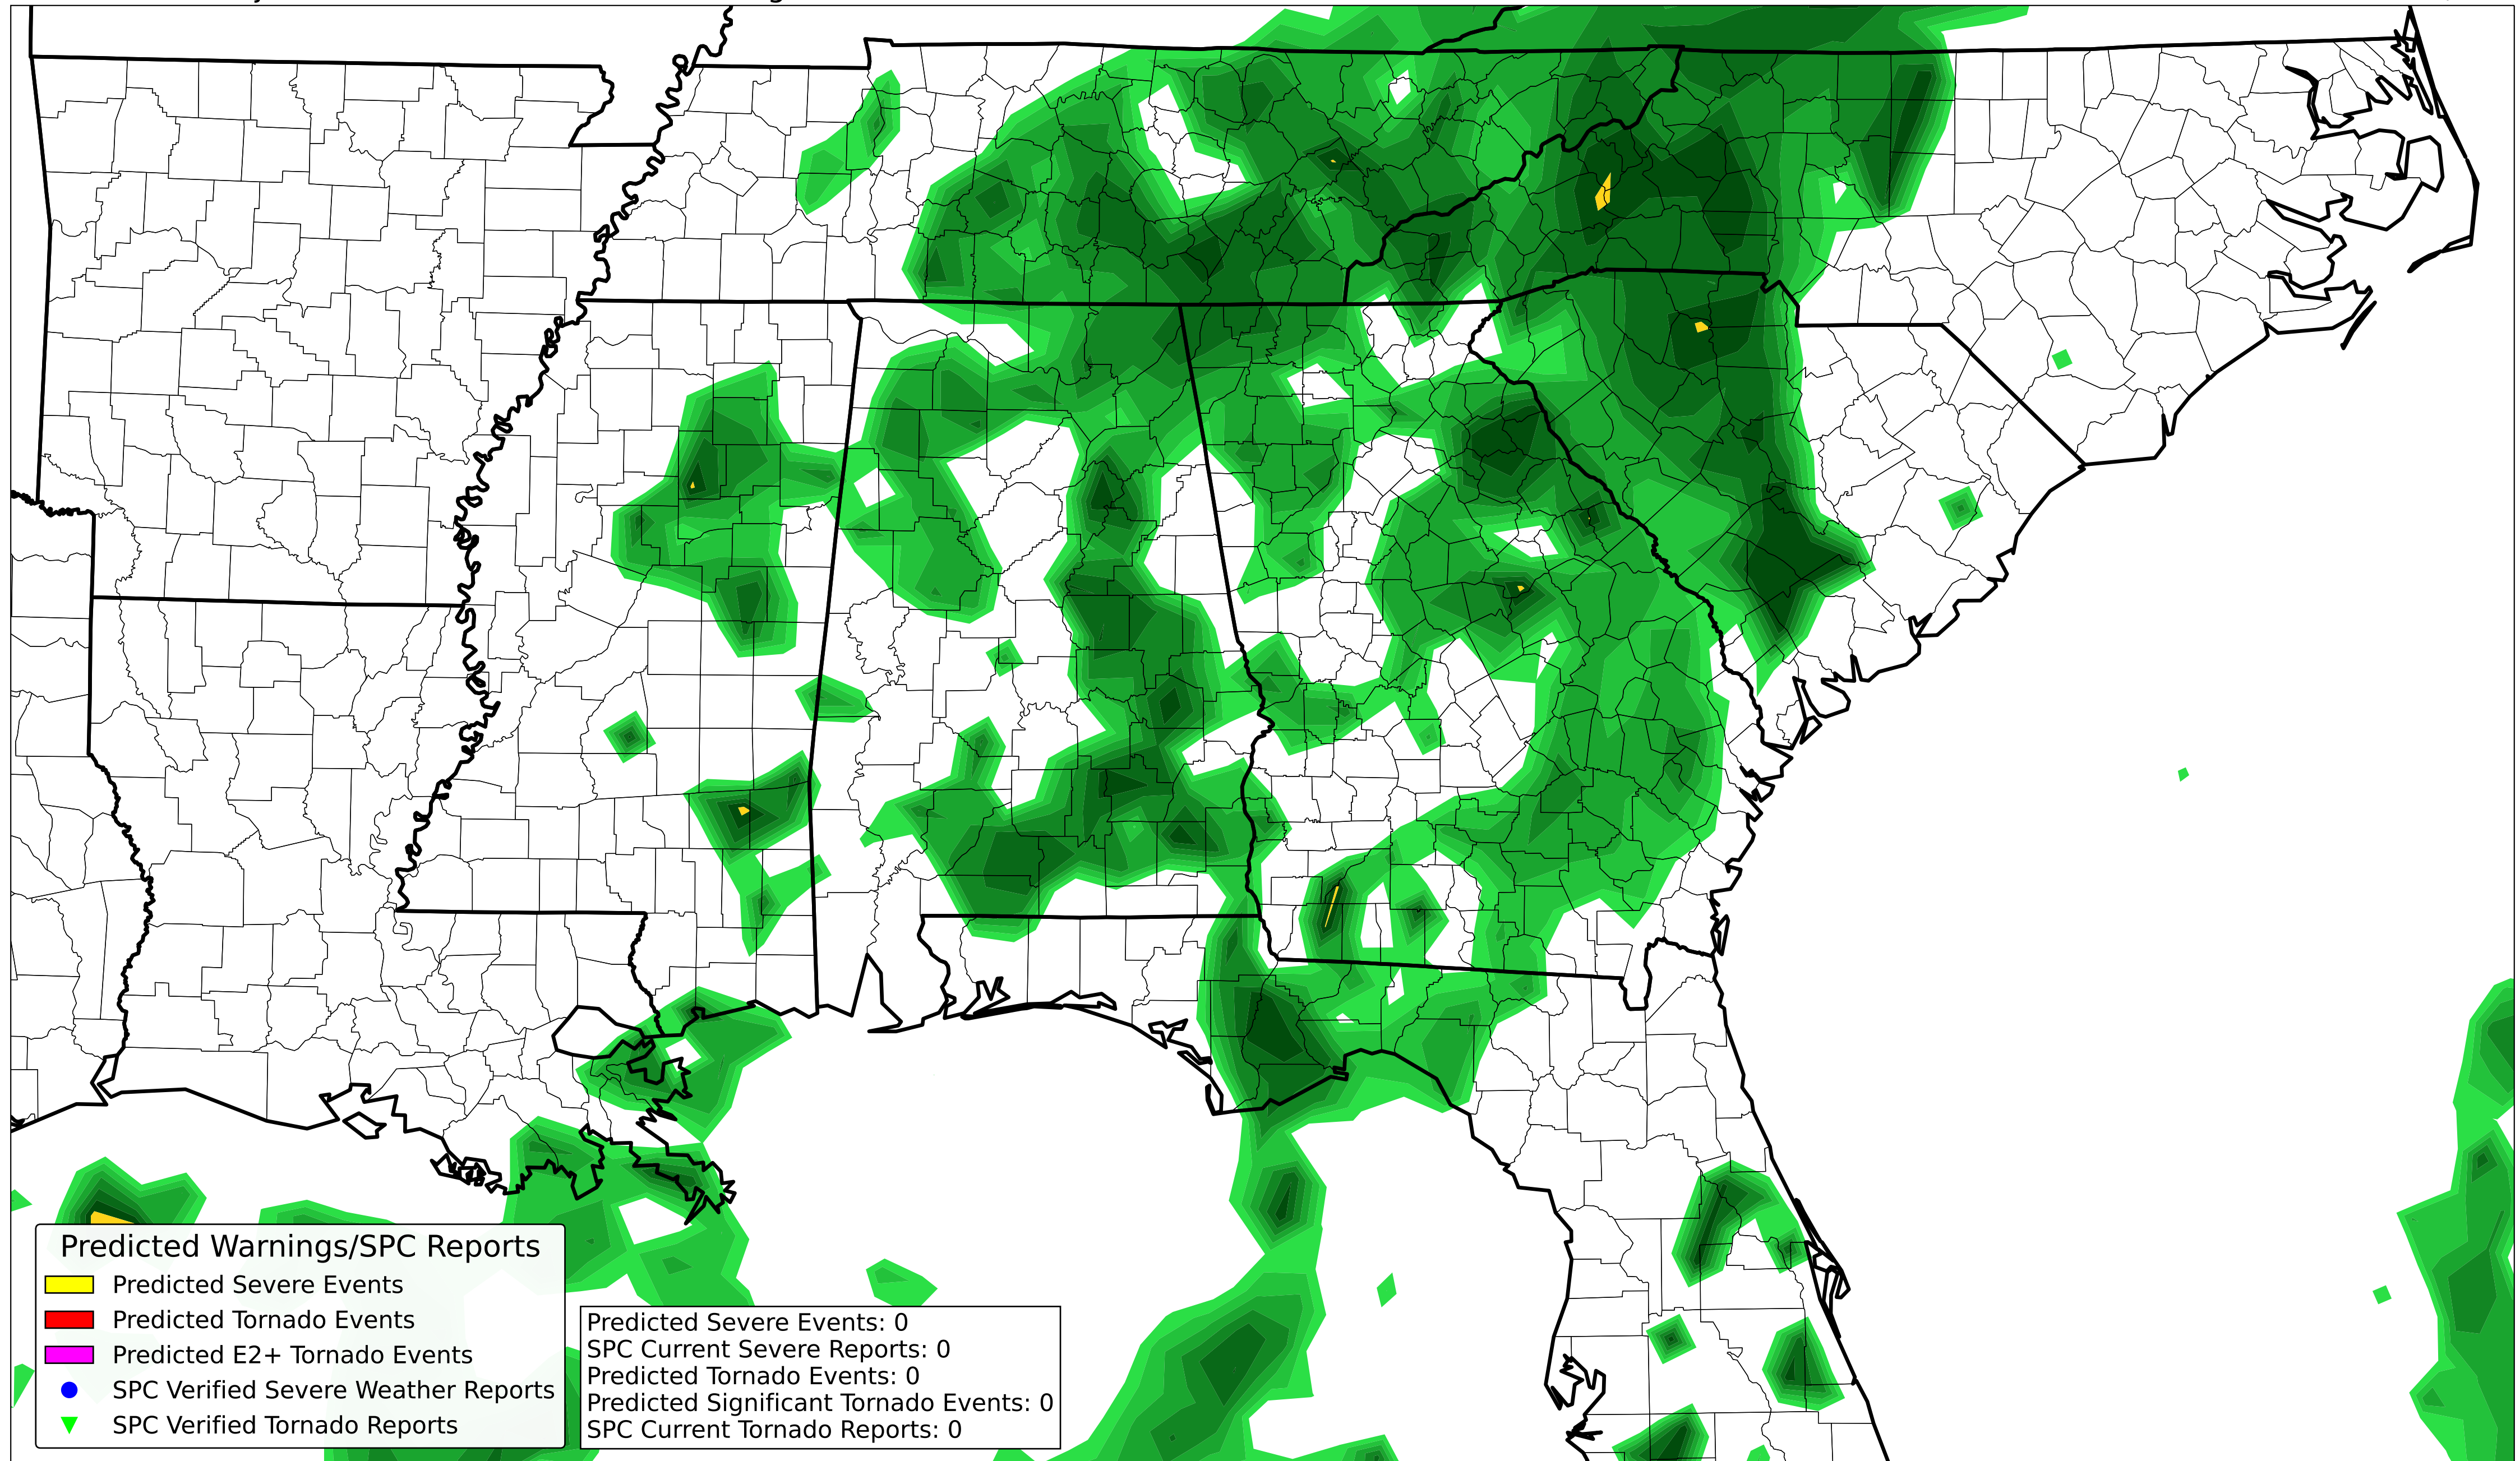 Predicted Warnings/SPC Reports
Predicted Severe Events
Predicted Tornado Events
Predicted E2+ Tornado Events
SPC Verified Severe Weather Reports
SPC Verified Tornado Reports
Predicted Severe Events: 0
SPC Current Severe Reports: 0
Predicted Tornado Events: 0
Predicted Significant Tornado Events: 0
SPC Current Tornado Reports: 0